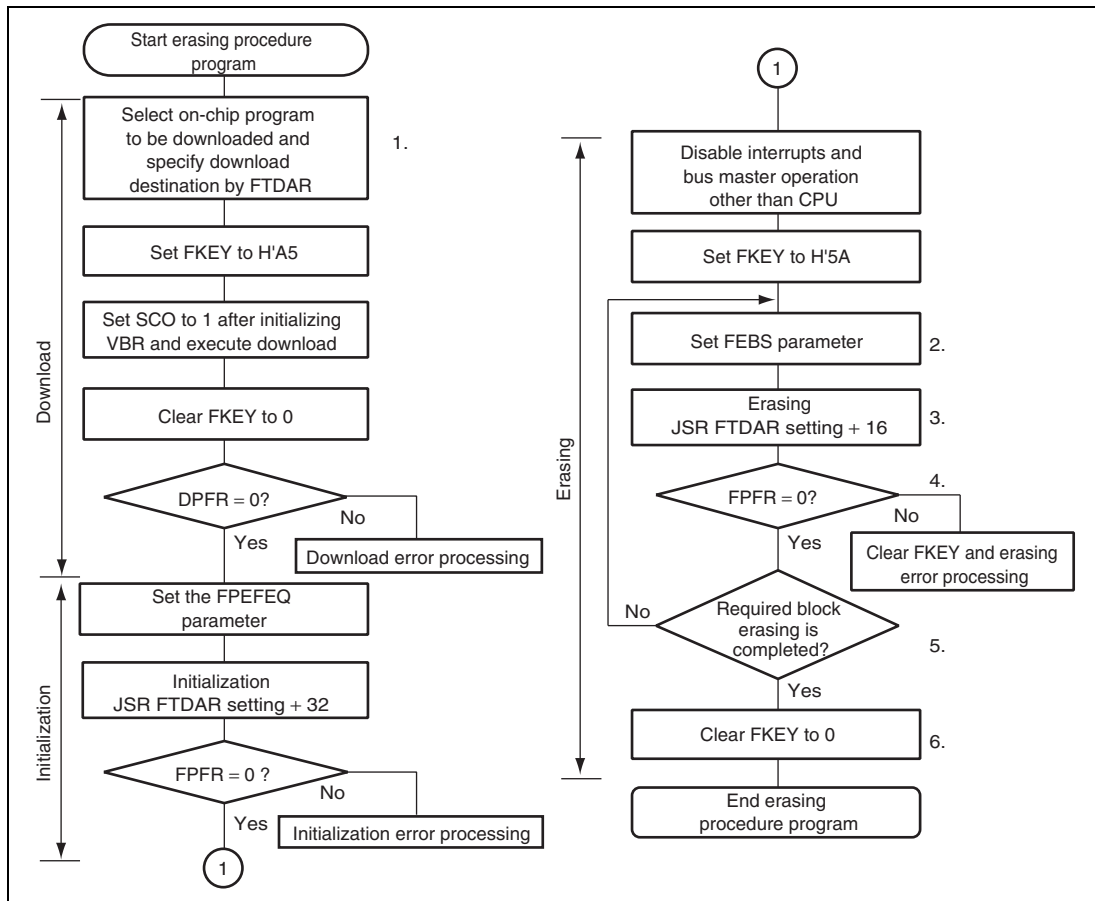 Start erasing procedure
program
Select on-chip program
to be downloaded and
specify download
destination by FTDAR
1.
Set FKEY to H'A5
Set SCO to 1 after initializing
VBR and execute download
Clear FKEY to 0
DPFR = 0?
No
Yes
Download error processing
Download
Set the FPEFEQ
parameter
Initialization
JSR FTDAR setting + 32
FPFR = 0 ?
No
Yes
Initialization error processing
Initialization
1
1
Disable interrupts and
bus master operation
other than CPU
Set FKEY to H'5A
Set FEBS parameter
2.
Erasing
JSR FTDAR setting + 16
3.
4.
FPFR = 0?
No
Yes
Clear FKEY and erasing
error processing
Required block
erasing is
completed?
No
5.
Yes
Clear FKEY to 0
6.
Erasing
End erasing
procedure program